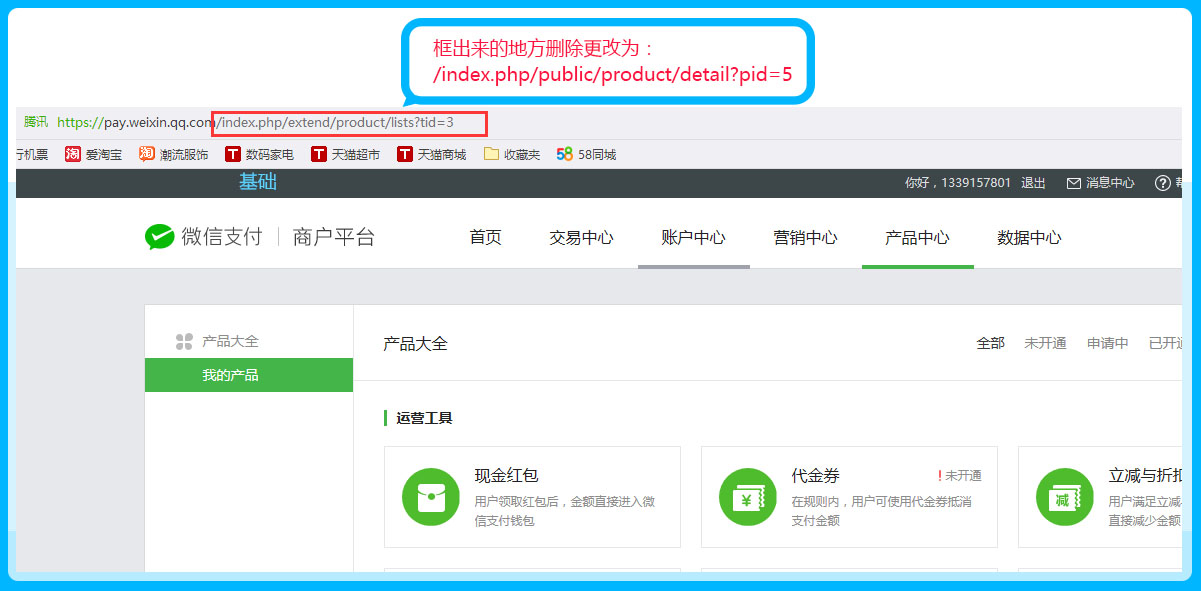 框出来的地方删除更改为：
/index.php/public/product/detail?pid=5
腾讯 https://pay.weixin.qq.com/index.php/extend/product/lists?tid=3
行机票 淘 爱淘宝 淘 潮流服饰 T 数码家电 T 天猫超市 T 天猫商城 收藏夹 58 58同城
基础 你好，1339157801 退出 消息中心 ?
微信支付 商户平台 首页 交易中心 账户中心 营销中心 产品中心 数据中心
产品大全
我的产品
产品大全 全部 未开通 申请中 已开通
运营工具
现金红包
用户领取红包后，金额直接进入微
信支付钱包
¥
代金券 ! 未开通
在规则内，用户可使用代金券抵消
支付金额
减
立减与折扣
用户满足立减
直接减少金额